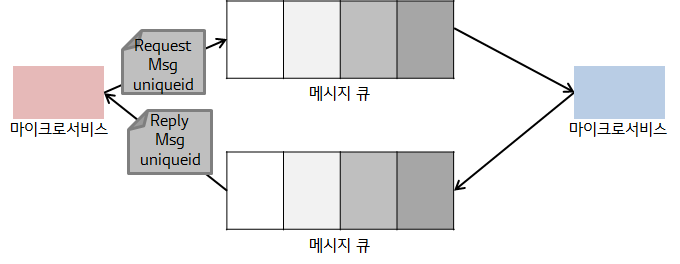 Request
Msg
uniqueid
메시지 큐
마이크로서비스
마이크로서비스
Reply
Msg
uniqueid
메시지 큐